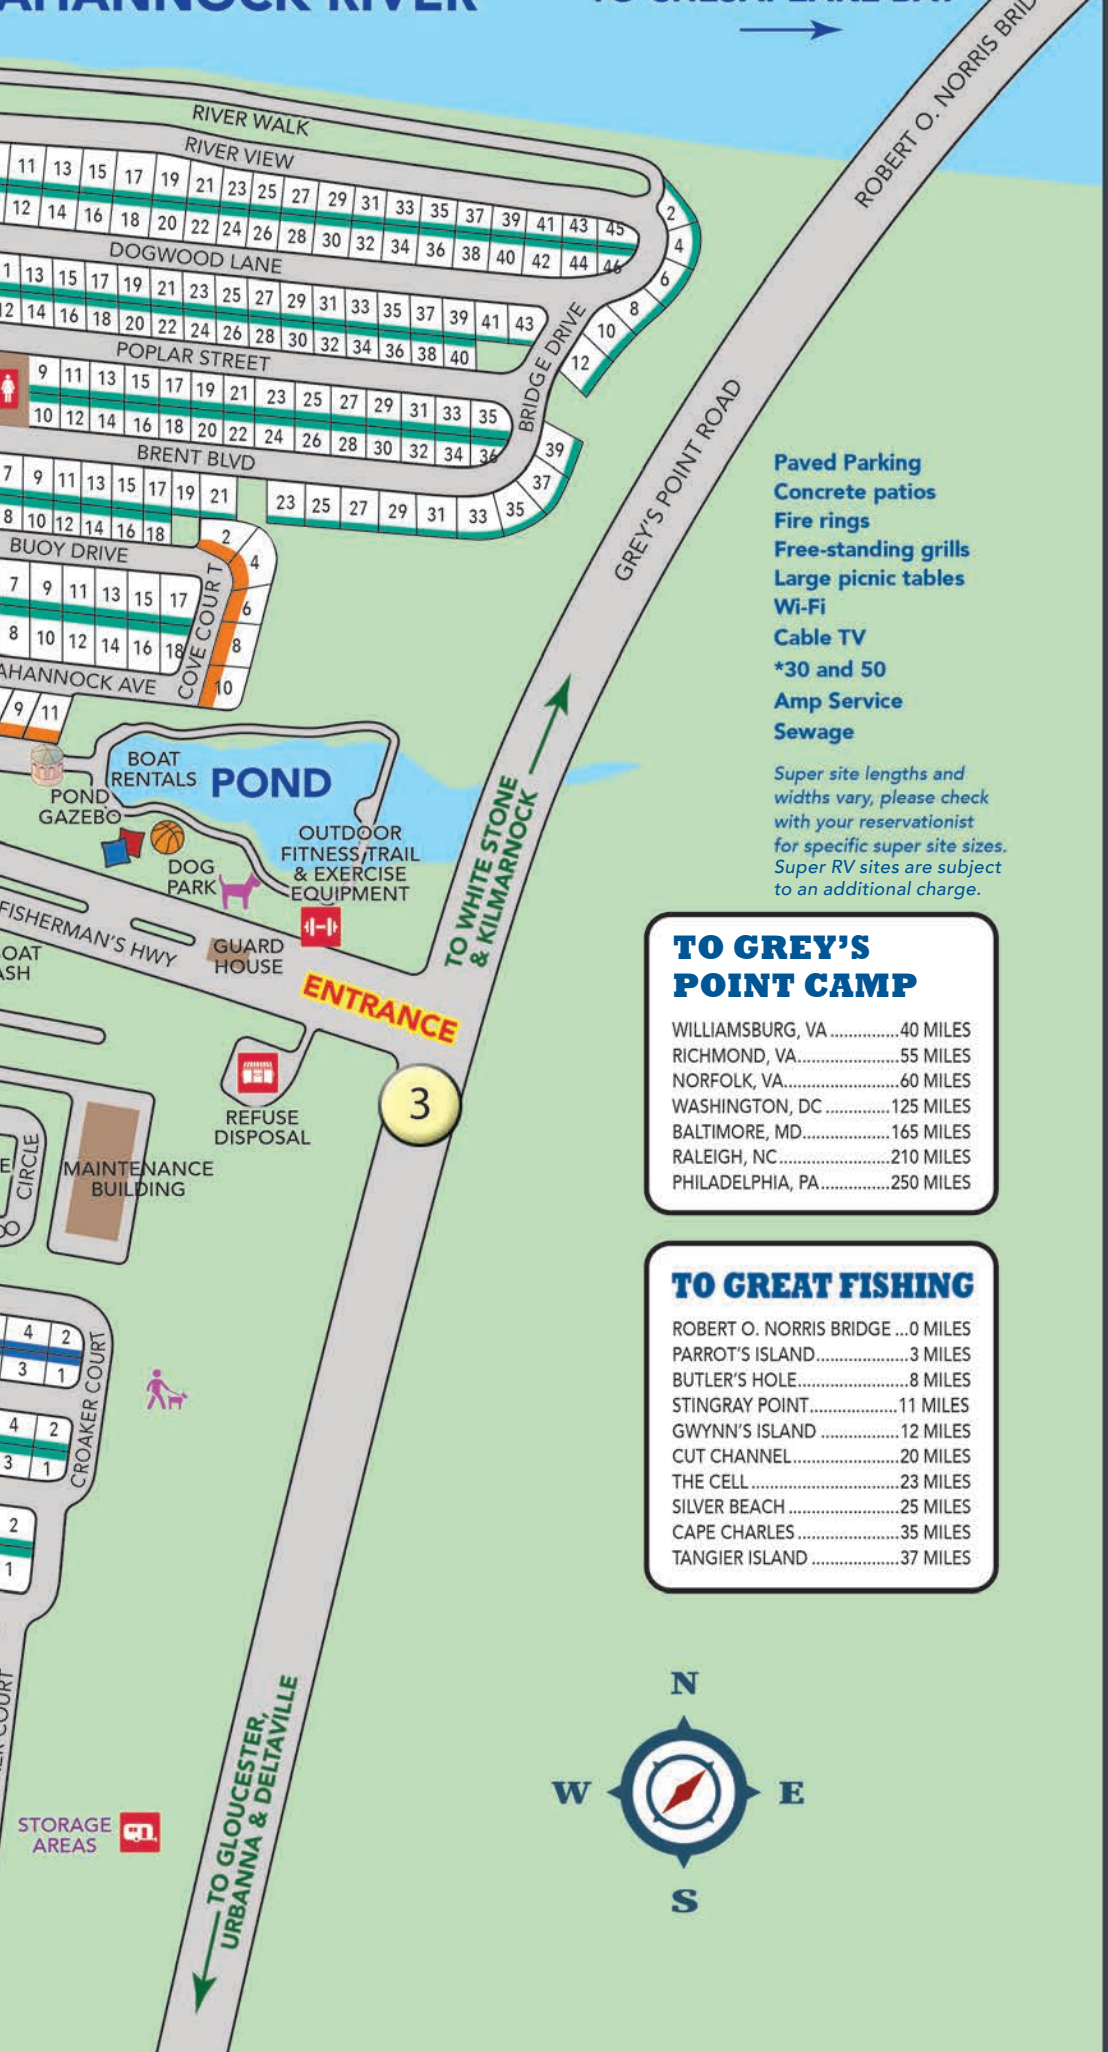 RIVER
RIVER WALK
RIVER VIEW
11 13 15 17 19 21 23 25 27 29 31 33 35 37 39 41 43 45
12 14 16 18 20 22 24 26 28 30 32 34 36 38 40 42 44 46
DOGWOOD LANE
13 15 17 19 21 23 25 27 29 31 33 35 37 39 41 43
14 16 18 20 22 24 26 28 30 32 34 36 38 40
POPLAR STREET
9 11 13 15 17 19 21 23 25 27 29 31 33 35
10 12 14 16 18 20 22 24 26 28 30 32 34 36
BRENT BLVD
7 9 11 13 15 17 19 21 23 25 27 29 31 33 35 37 39
8 10 12 14 16 18
BUOY DRIVE
7 9 11 13 15 17
8 10 12 14 16 18
AVE
9 11
COVE COURT
2
4
6
8
10
BRIDGE DRIVE
2
4
6
8
10
12
ROBERT O. NORRIS
GREY'S POINT ROAD
TO WHITE STONE
& KILMARNOCK
BOAT
RENTALS
POND
POND
GAZEBO
DOG
PARK
OUTDOOR
FITNESS TRAIL
& EXERCISE
EQUIPMENT
FISHERMAN'S HWY
GUARD
HOUSE
ENTRANCE
3
REFUSE
DISPOSAL
MAINTENANCE
BUILDING
CIRCLE
4 2
3 1
CROAKER COURT
4 2
3 1
2
1
COURT
STORAGE
AREAS
TO GLOUCESTER,
URBANNA & DELTAVILLE
Paved Parking
Concrete patios
Fire rings
Free-standing grills
Large picnic tables
Wi-Fi
Cable TV
*30 and 50
Amp Service
Sewage
Super site lengths and
widths vary, please check
with your reservationist
for specific super site sizes.
Super RV sites are subject
to an additional charge.
TO GREY'S
POINT CAMP
WILLIAMSBURG, VA ..............40 MILES
RICHMOND, VA.....................55 MILES
NORFOLK, VA........................60 MILES
WASHINGTON, DC .............125 MILES
BALTIMORE, MD..................165 MILES
RALEIGH, NC.......................210 MILES
PHILADELPHIA, PA..............250 MILES
TO GREAT FISHING
ROBERT O. NORRIS BRIDGE ...0 MILES
PARROT'S ISLAND...................3 MILES
BUTLER'S HOLE.......................8 MILES
STINGRAY POINT..................11 MILES
GWYNN'S ISLAND ................12 MILES
CUT CHANNEL......................20 MILES
THE CELL...............................23 MILES
SILVER BEACH .......................25 MILES
CAPE CHARLES .....................35 MILES
TANGIER ISLAND ..................37 MILES
N
W E
S